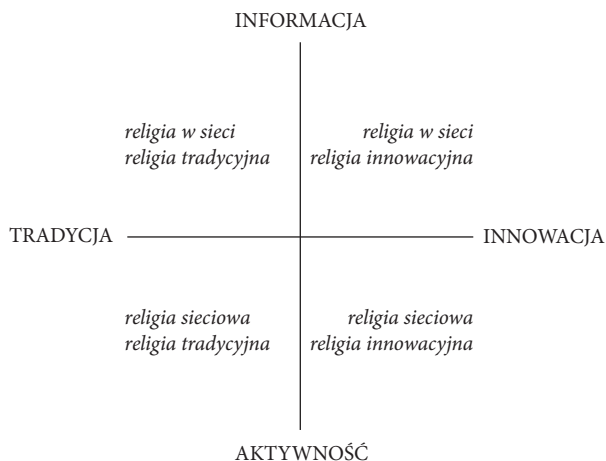 INFORMACJA
religia w sieci
religia tradycyjna
religia w sieci
religia innowacyjna
TRADYCJA
INNOWACJA
religia sieciowa
religia tradycyjna
religia sieciowa
religia innowacyjna
AKTYWNOŚĆ